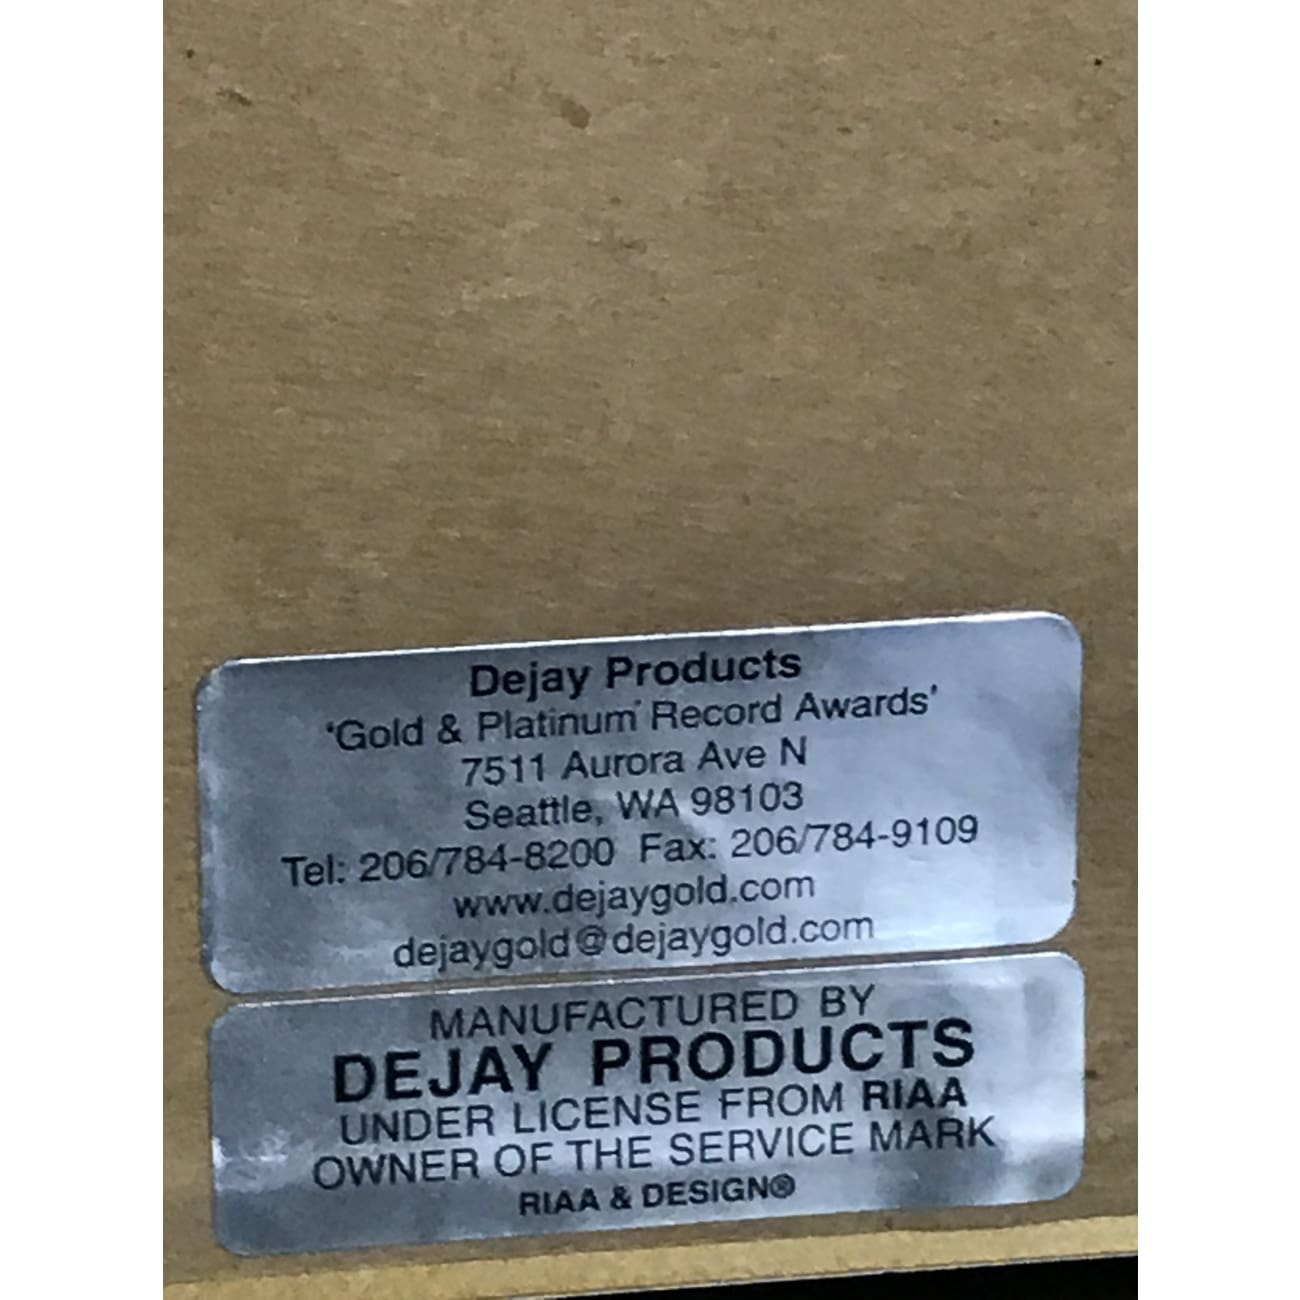 Dejay Products
'Gold & Platinum' Record Awards'
7511 Aurora Ave N
Seattle, WA 98103
Tel: 206/784-8200 Fax: 206/784-9109
www.dejaygold.com
dejaygold@dejaygold.com
MANUFACTURED BY
DEJAY PRODUCTS
UNDER LICENSE FROM RIAA
OWNER OF THE SERVICE MARK
RIAA & DESIGN®